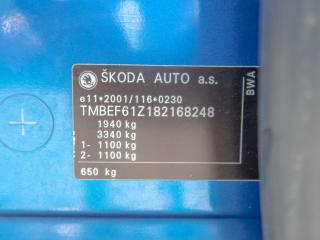 ŠKODA AUTO a.s.
e11*2001/116*0230
TMBEF61Z182168248
1940 kg
3340 kg
1- 1100 kg
2- 1100 kg
650 kg
BWA